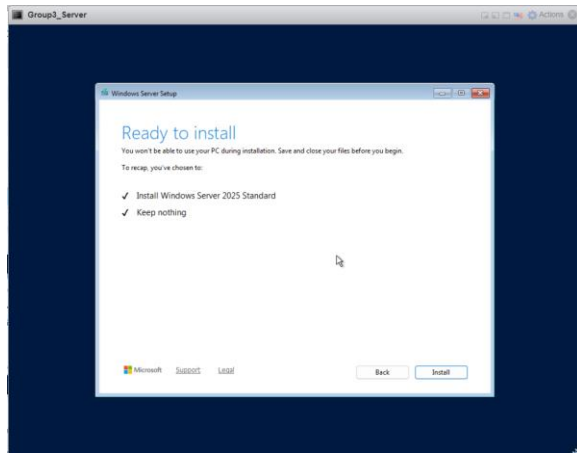 Group3_Server
Actions
Windows Server Setup
Ready to install
You won't be able to use your PC during installation. Save and close your files before you begin.
To recap, you've chosen to:
✓ Install Windows Server 2025 Standard
✓ Keep nothing
Microsoft Support Legal
Back Install